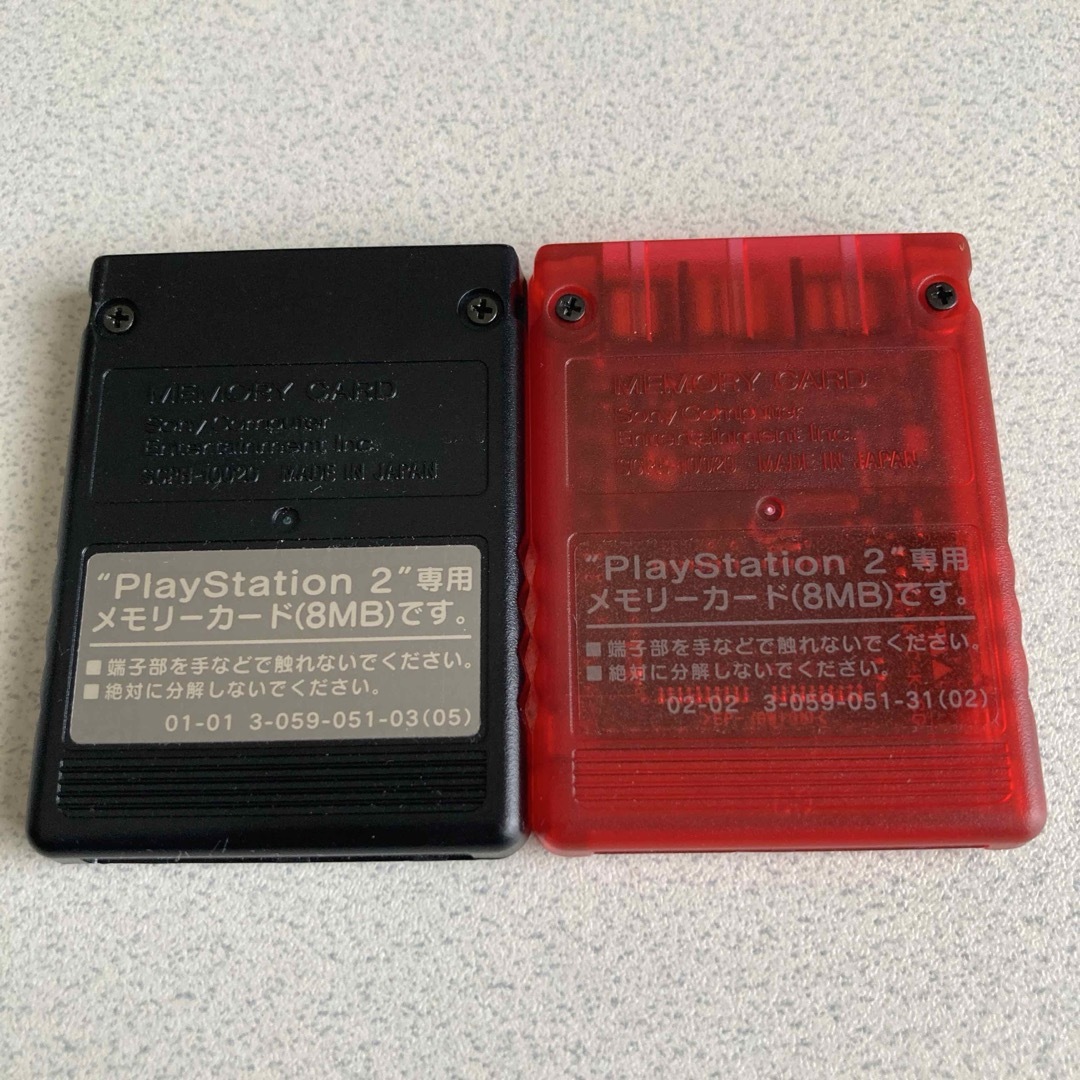 MEMORY CARD
Sony Computer
Entertainment Inc.
SCPH-10020 MADE IN JAPAN
"PlayStation 2"専用
メモリーカード(8MB)です。
■端子部を手などで触れないでください。
■絶対に分解しないでください。
01-01 3-059-051-03(05)
MEMORY CARD
Sony Computer
Entertainment Inc.
SCPH-10020 MADE IN JAPAN
"PlayStation 2"専用
メモリーカード(8MB)です。
■端子部を手などで触れないでください。
■絶対に分解しないでください。
02-02 3-059-051-31(02)